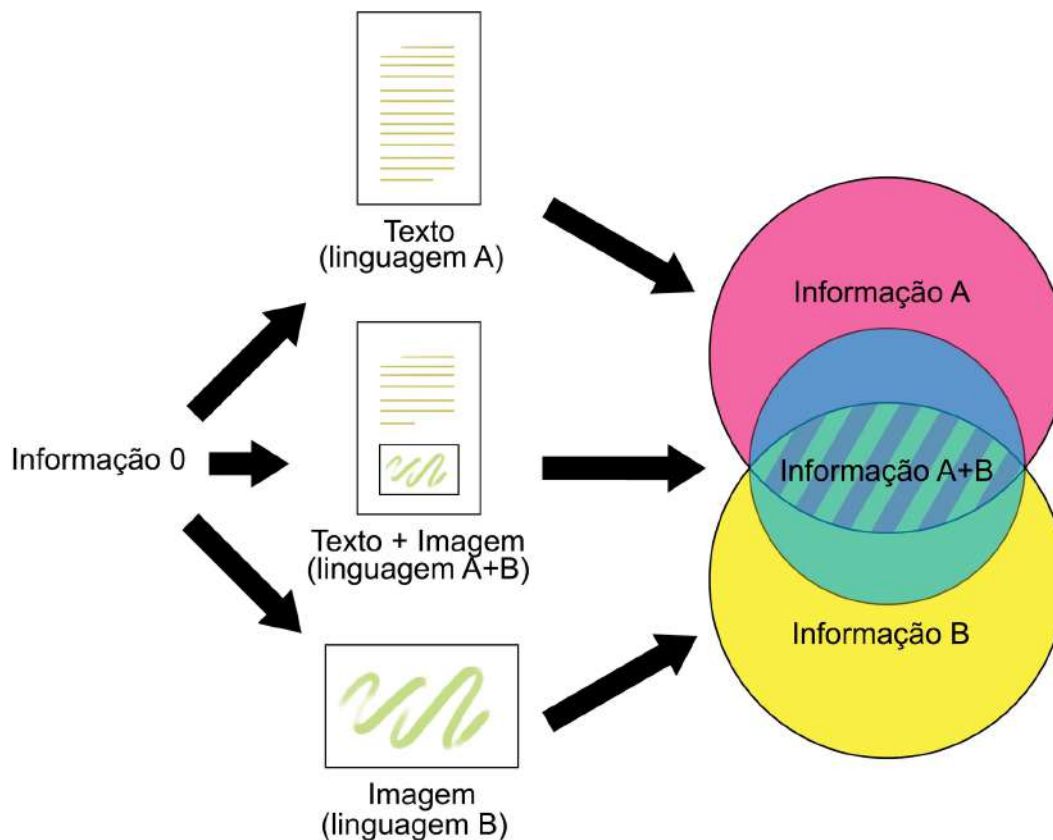 Texto
(linguagem A)
Informação A
Informação 0
Informação A+B
Texto + Imagem
(linguagem A+B)
Informação B
Imagem
(linguagem B)